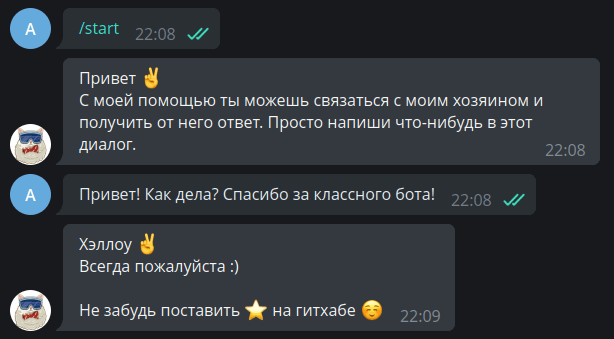 A
/start 22:08
Привет ✌️
С моей помощью ты можешь связаться с моим хозяином и
получить от него ответ. Просто напиши что-нибудь в этот
диалог.
22:08
A
Привет! Как дела? Спасибо за классного бота! 22:08
Хэллоу ✌️
Всегда пожалуйста :)
Не забудь поставить ⭐ на гитхабе ☺️ 22:09